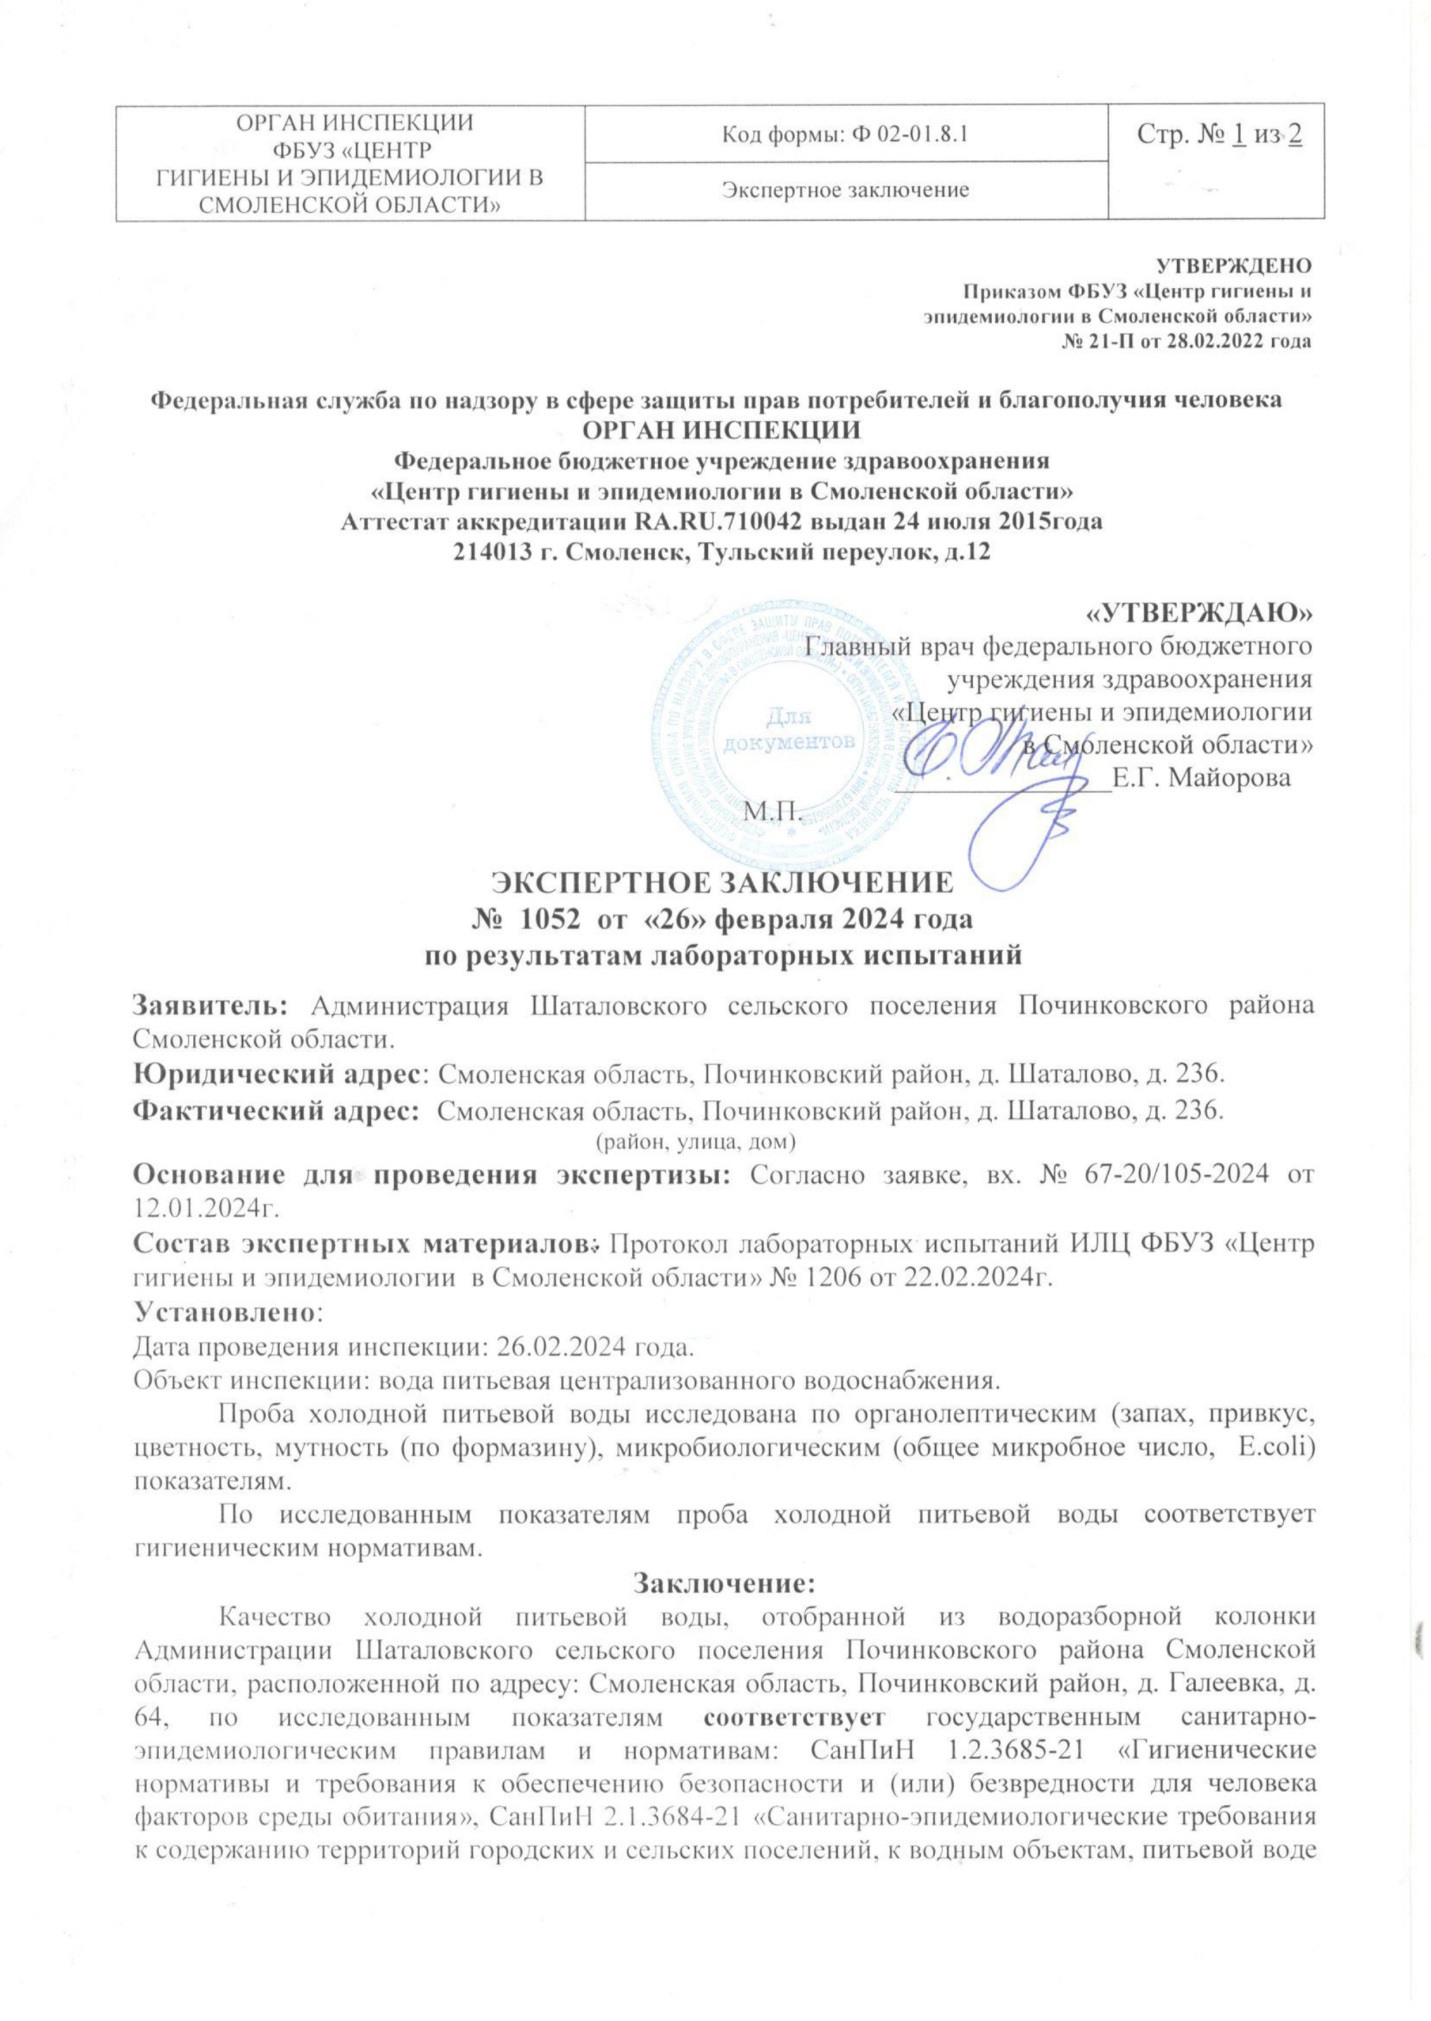 ОРГАН ИНСПЕКЦИИ
ФБУЗ «ЦЕНТР
ГИГИЕНЫ И ЭПИДЕМИОЛОГИИ В
СМОЛЕНСКОЙ ОБЛАСТИ»
Код формы: Ф 02-01.8.1
Экспертное заключение
Стр. № 1 из 2
УТВЕРЖДЕНО
Приказом ФБУЗ «Центр гигиены и
эпидемиологии в Смоленской области»
№ 21-П от 28.02.2022 года
Федеральная служба по надзору в сфере защиты прав потребителей и благополучия человека
ОРГАН ИНСПЕКЦИИ
Федеральное бюджетное учреждение здравоохранения
«Центр гигиены и эпидемиологии в Смоленской области»
Аттестат аккредитации RA.RU.710042 выдан 24 июля 2015года
214013 г. Смоленск, Тульский переулок, д.12
«УТВЕРЖДАЮ»
Главный врач федерального бюджетного
учреждения здравоохранения
«Центр гигиены и эпидемиологии
в Смоленской области»
Е.Г. Майорова
М.П.
Для
документов
ЭКСПЕРТНОЕ ЗАКЛЮЧЕНИЕ
№ 1052 от «26» февраля 2024 года
по результатам лабораторных испытаний
Заявитель: Администрация Шаталовского сельского поселения Починковского района
Смоленской области.
Юридический адрес: Смоленская область, Починковский район, д. Шаталово, д. 236.
Фактический адрес: Смоленская область, Починковский район, д. Шаталово, д. 236.
(район, улица, дом)
Основание для проведения экспертизы: Согласно заявке, вх. № 67-20/105-2024 от
12.01.2024г.
Состав экспертных материалов: Протокол лабораторных испытаний ИЛЦ ФБУЗ «Центр
гигиены и эпидемиологии в Смоленской области» № 1206 от 22.02.2024г.
Установлено:
Дата проведения инспекции: 26.02.2024 года.
Объект инспекции: вода питьевая централизованного водоснабжения.
Проба холодной питьевой воды исследована по органолептическим (запах, привкус,
цветность, мутность (по формазину), микробиологическим (общее микробное число, E.coli)
показателям.
По исследованным показателям проба холодной питьевой воды соответствует
гигиеническим нормативам.
Заключение:
Качество холодной питьевой воды, отобранной из водоразборной колонки
Администрации Шаталовского сельского поселения Починковского района Смоленской
области, расположенной по адресу: Смоленская область, Починковский район, д. Галеевка, д.
64, по исследованным показателям соответствует государственным санитарно-
эпидемиологическим правилам и нормативам: СанПиН 1.2.3685-21 «Гигиенические
нормативы и требования к обеспечению безопасности и (или) безвредности для человека
факторов среды обитания», СанПиН 2.1.3684-21 «Санитарно-эпидемиологические требования
к содержанию территорий городских и сельских поселений, к водным объектам, питьевой воде